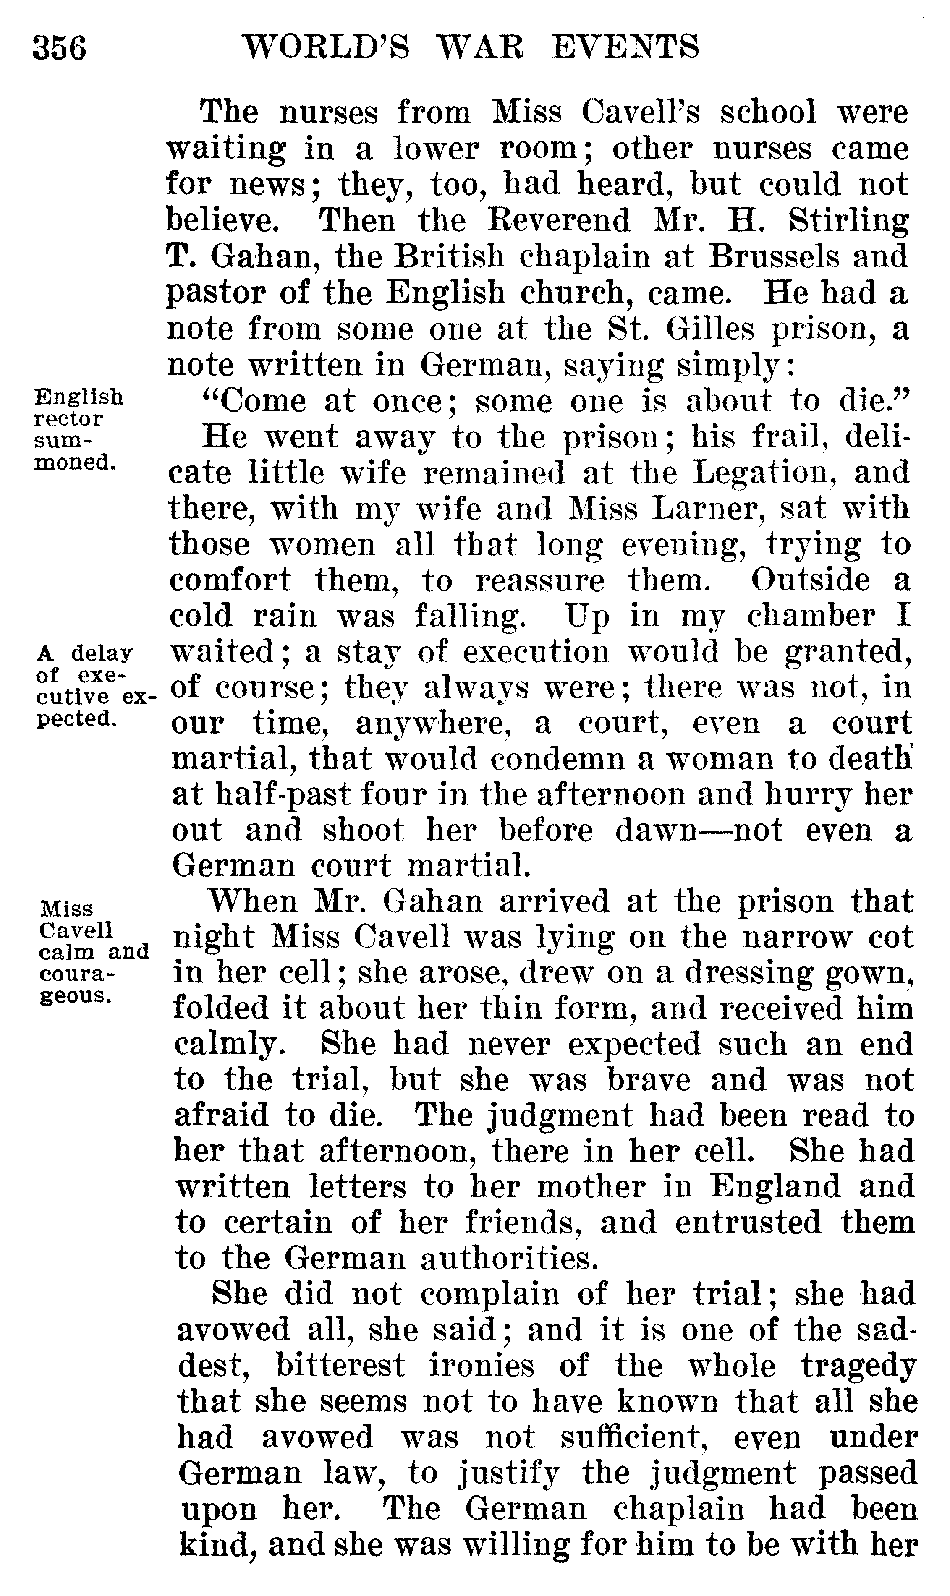 356 WORLD'S WAR EVENTS
The nurses from Miss Cavell's school were
waiting in a lower room; other nurses came
for news; they, too, had heard, but could not
believe. Then the Reverend Mr. H. Stirling
T. Gahan, the British chaplain at Brussels and
pastor of the English church, came. He had a
note from some one at the St. Gilles prison, a
note written in German, saying simply:
English
rector
sum-
moned.
“Come at once; some one is about to die.”
He went away to the prison; his frail, deli-
cate little wife remained at the Legation, and
there, with my wife and Miss Larner, sat with
those women all that long evening, trying to
comfort them, to reassure them. Outside a
cold rain was falling. Up in my chamber I
A delay
of exe-
cutive ex-
pected.
waited; a stay of execution would be granted,
of course; they always were; there was not, in
our time, anywhere, a court, even a court
martial, that would condemn a woman to death
at half-past four in the afternoon and hurry her
out and shoot her before dawn—not even a
German court martial.
Miss
Cavell
calm and
coura-
geous.
When Mr. Gahan arrived at the prison that
night Miss Cavell was lying on the narrow cot
in her cell; she arose, drew on a dressing gown,
folded it about her thin form, and received him
calmly. She had never expected such an end
to the trial, but she was brave and was not
afraid to die. The judgment had been read to
her that afternoon, there in her cell. She had
written letters to her mother in England and
to certain of her friends, and entrusted them
to the German authorities.
She did not complain of her trial; she had
avowed all, she said; and it is one of the sad-
dest, bitterest ironies of the whole tragedy
that she seems not to have known that all she
had avowed was not sufficient, even under
German law, to justify the judgment passed
upon her. The German chaplain had been
kind, and she was willing for him to be with her